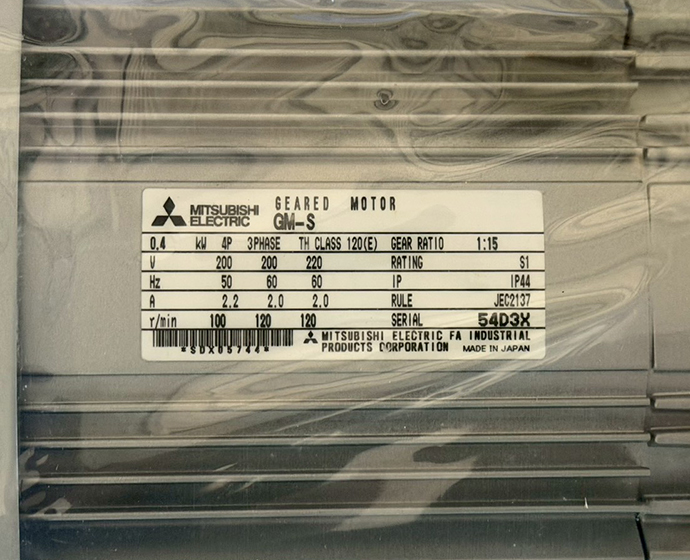 MITSUBISHI ELECTRIC GEARED MOTOR GM-S
0.4 kW 4P 3PHASE TH CLASS 120(E) GEAR RATIO 1:15
V 200 200 220 RATING S1
Hz 50 60 60 IP IP44
A 2.2 2.0 2.0 RULE JEC2137
r/min 100 120 120 SERIAL 54D3X
*SDX05744*
MITSUBISHI ELECTRIC FA INDUSTRIAL
PRODUCTS CORPORATION MADE IN JAPAN